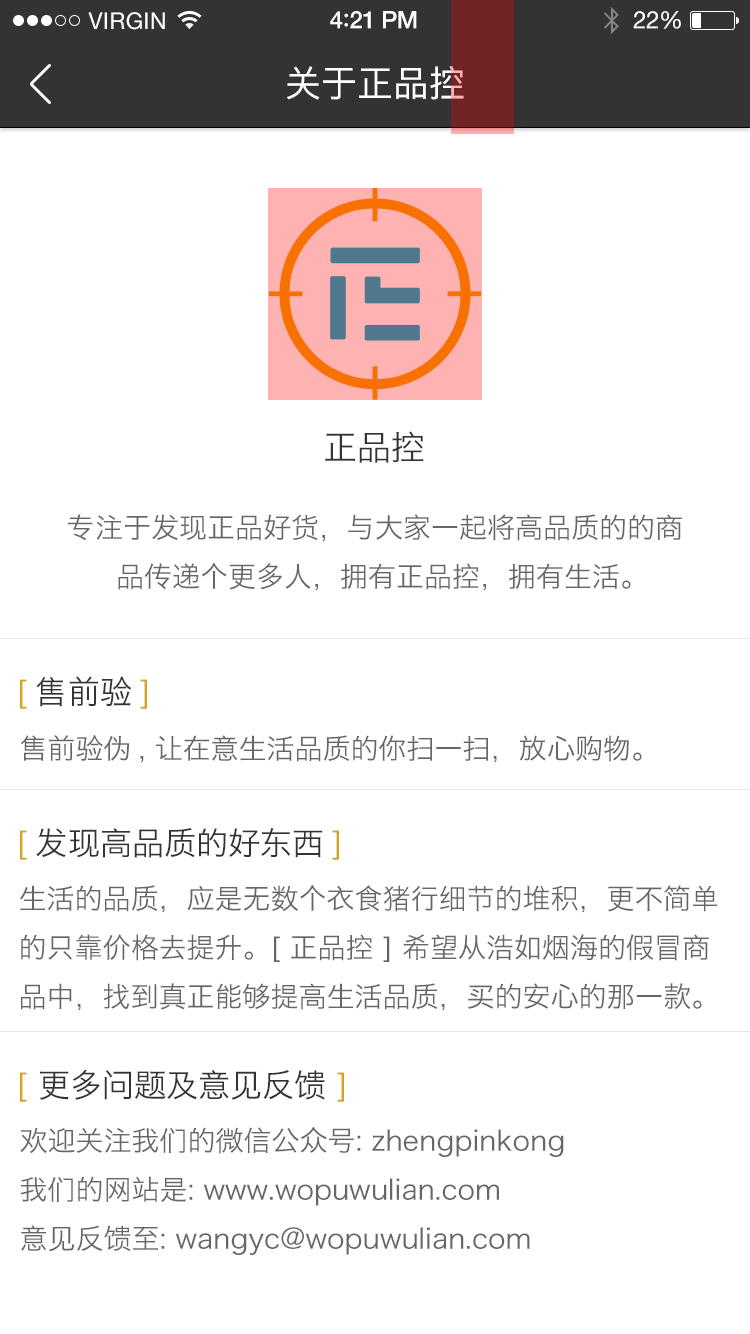 VIRGIN 4:21 PM 22%
关于正品控
正品控
专注于发现正品好货，与大家一起将高品质的的商
品传递个更多人，拥有正品控，拥有生活。
[ 售前验 ]
售前验伪 , 让在意生活品质的你扫一扫，放心购物。
[ 发现高品质的好东西 ]
生活的品质，应是无数个衣食猪行细节的堆积，更不简单
的只靠价格去提升。[ 正品控 ] 希望从浩如烟海的假冒商
品中，找到真正能够提高生活品质，买的安心的那一款。
[ 更多问题及意见反馈 ]
欢迎关注我们的微信公众号: zhengpinkong
我们的网站是: www.wopuwulian.com
意见反馈至: wangyc@wopuwulian.com